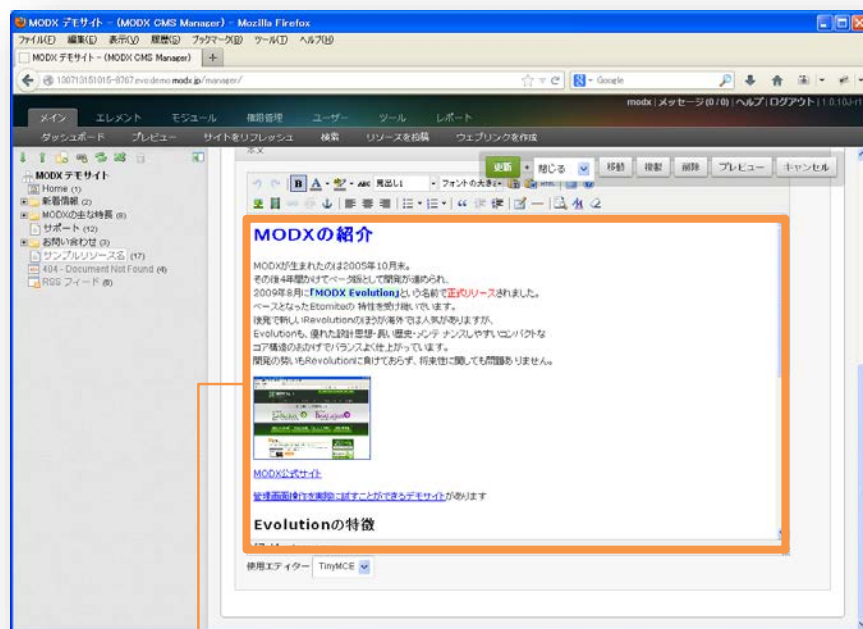 MODX デモサイト - (MODX CMS Manager) - Mozilla Firefox
ファイル(F) 編集(E) 表示(V) 履歴(S) ブックマーク(B) ツール(T) ヘルプ(H)
MODX デモサイト - (MODX CMS Manager) +
Google
modx | メッセージ(0 / 0) | ヘルプ | ログアウト |
メイン エレメント モジュール 権限管理 ユーザー ツール レポート
ダッシュボード プレビュー サイトをリフレッシュ 検索 リソースを投稿 ウェブリンクを作成
MODX デモサイト
Home (1)
新着情報 (2)
MODXの主な特長 (8)
サポート (12)
お問い合わせ (3)
サンプルリソース名 (17)
404 - Document Not Found (4)
RSS フィード (6)
本文
更新 + 閉じる 移動 複製 削除 プレビュー キャンセル
B A ABC 見出し1 フォントの大きさ HTML
MODXの紹介
MODXが生まれたのは2005年10月末。
その後4年間かけてベータ版として開発が進められ、
2009年8月に「MODX Evolution」という名前で正式リリースされました。
ベースとなったEtomiteの 特性を受け継いでいます。
後発で新しいRevolutionのほうが海外では人気がありますが、
Evolutionも、優れた設計思想・長い歴史・メンテ ナンスしやすいコンパクトな
コア構造のおかげでバランスよく仕上がっています。
開発の勢いもRevolutionに負けておらず、将来性に関しても問題ありません。
MODX公式サイト
管理画面操作を実際に試すことができるデモサイトがあります
Evolutionの特徴
使用エディター TinyMCE